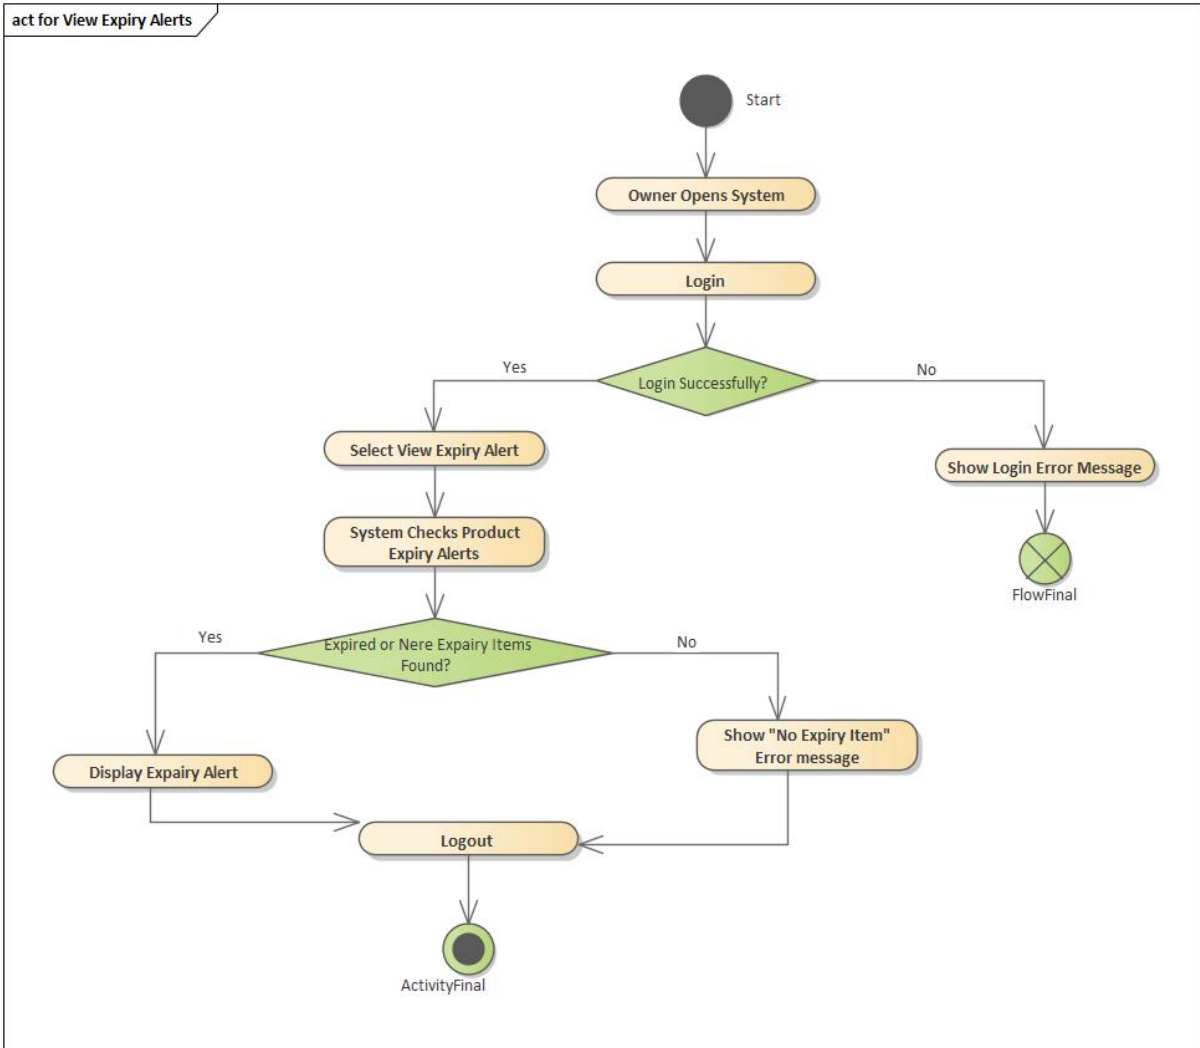 act for View Expiry Alerts
Start
Owner Opens System
Login
Login Successfully?
Yes
No
Select View Expiry Alert
Show Login Error Message
System Checks Product
Expiry Alerts
FlowFinal
Expired or Nere Expairy Items
Found?
Yes
No
Show "No Expiry Item"
Error message
Display Expairy Alert
Logout
ActivityFinal